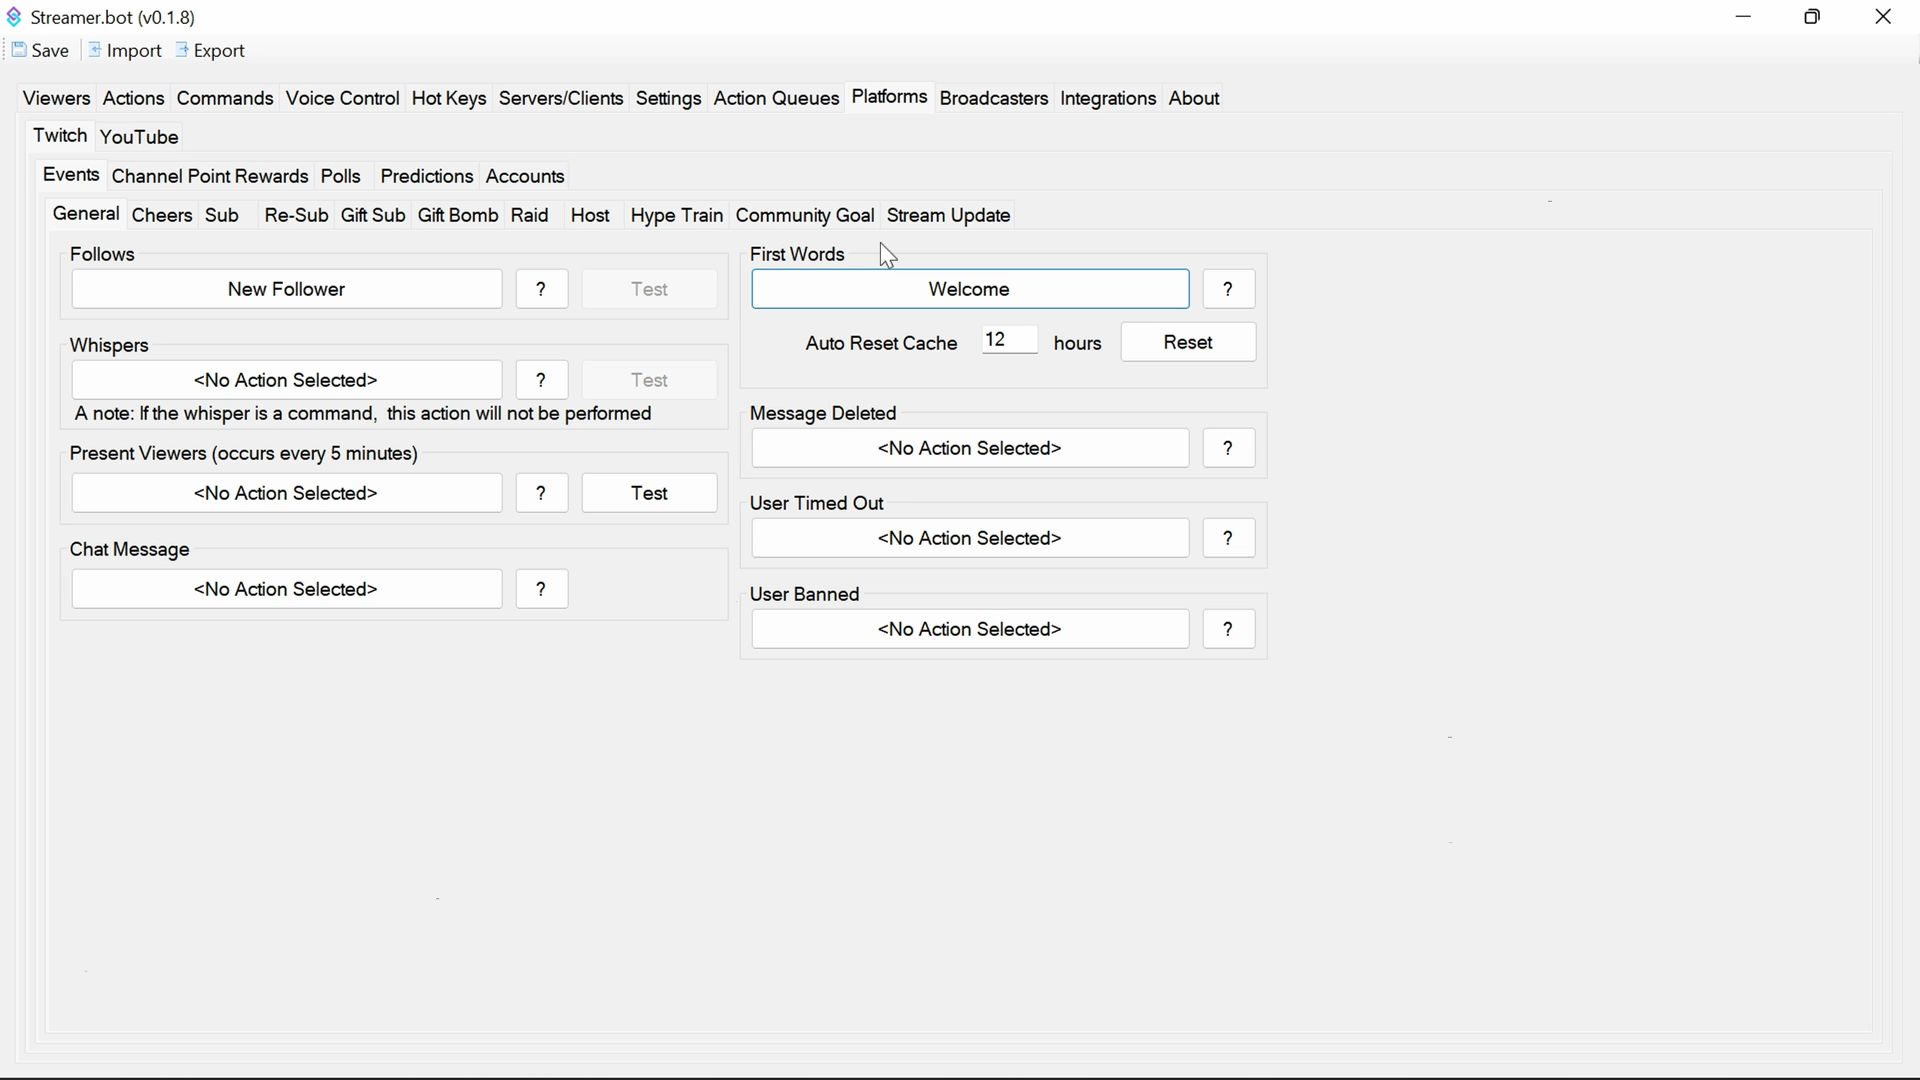 Streamer.bot (v0.1.8)
Save Import Export
Viewers Actions Commands Voice Control Hot Keys Servers/Clients Settings Action Queues Platforms Broadcasters Integrations About
Twitch YouTube
Events Channel Point Rewards Polls Predictions Accounts
General Cheers Sub Re-Sub Gift Sub Gift Bomb Raid Host Hype Train Community Goal Stream Update
Follows
New Follower ? Test
Whispers
<No Action Selected> ? Test
A note: If the whisper is a command, this action will not be performed
Present Viewers (occurs every 5 minutes)
<No Action Selected> ? Test
Chat Message
<No Action Selected> ?
First Words
Welcome ?
Auto Reset Cache 12 hours Reset
Message Deleted
<No Action Selected> ?
User Timed Out
<No Action Selected> ?
User Banned
<No Action Selected> ?